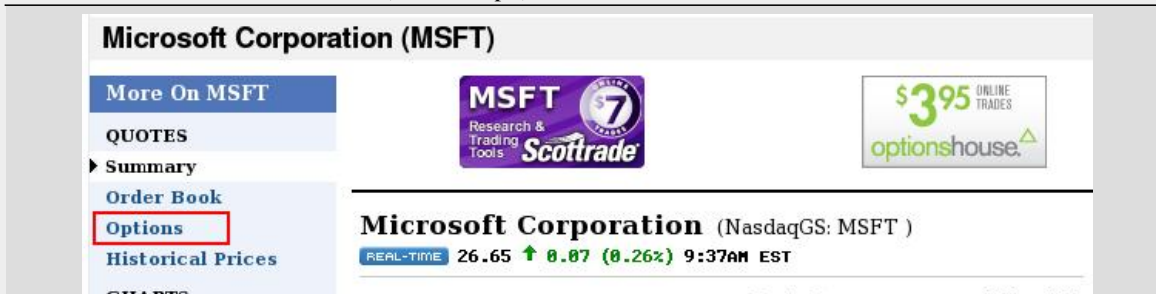 Microsoft Corporation (MSFT)
More On MSFT
QUOTES
Summary
Order Book
Options
Historical Prices
MSFT
Research &
Trading
Tools
Scottrade
ONLINE
$7
TRADES
$3.95 ONLINE
TRADES
optionshouse.
Microsoft Corporation (NasdaqGS: MSFT )
REAL-TIME 26.65 ↑ 0.07 (0.26%) 9:37AM EST